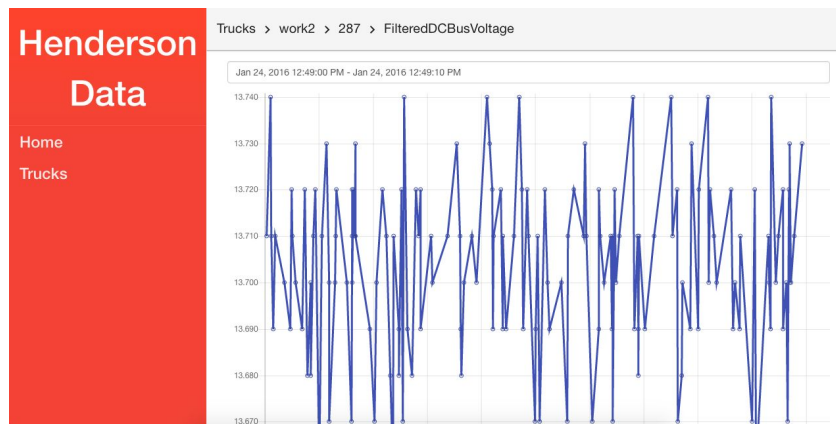 Henderson
Data
Home
Trucks
Trucks > work2 > 287 > FilteredDCBusVoltage
Jan 24, 2016 12:49:00 PM - Jan 24, 2016 12:49:10 PM
13.740
13.730
13.720
13.710
13.700
13.690
13.680
13.670